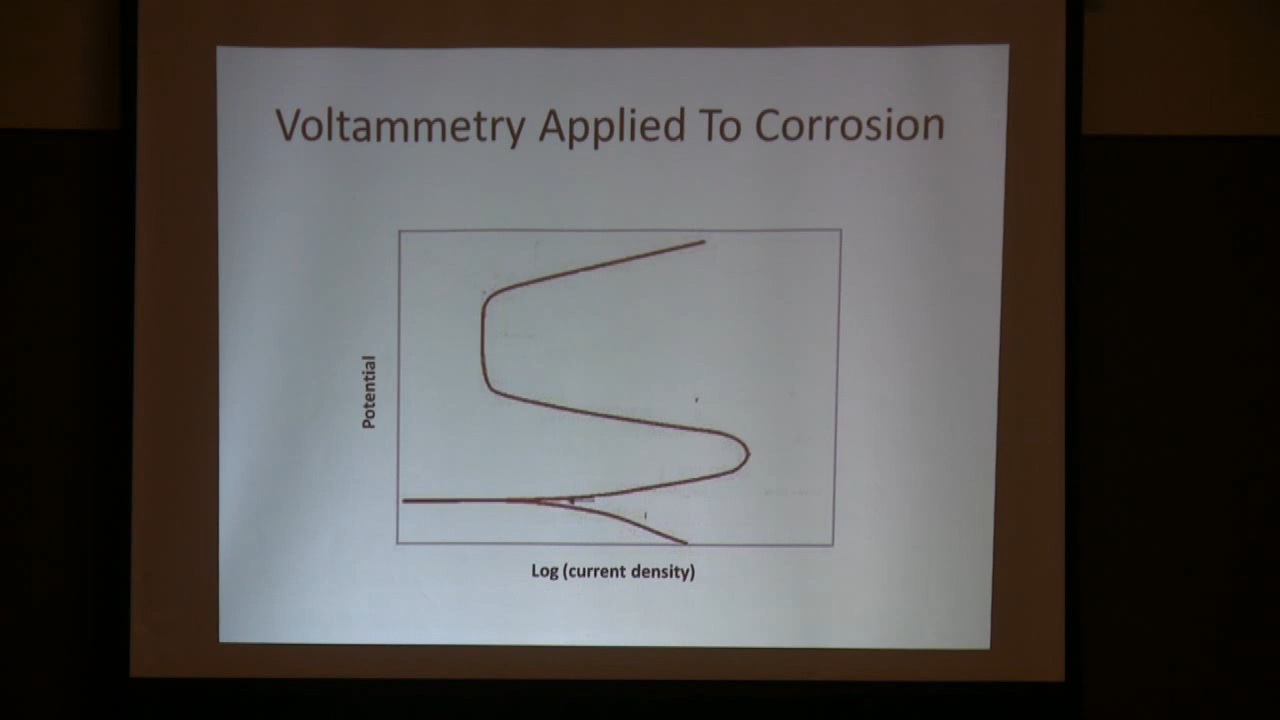 Voltammetry Applied To Corrosion
Potential
Log (current density)